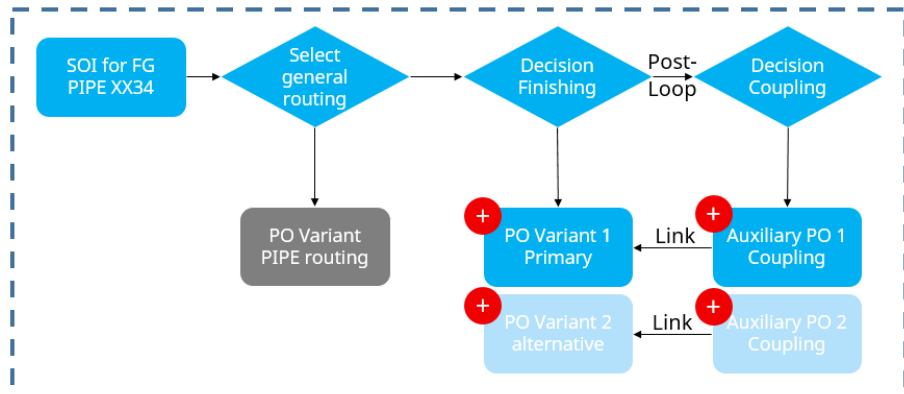 SOI for FG
PIPE XX34
Select
general
routing
Decision
Finishing
Post-
Loop
Decision
Coupling
PO Variant
PIPE routing
+
PO Variant 1
Primary
Link
+
Auxiliary PO 1
Coupling
+
PO Variant 2
alternative
Link
+
Auxiliary PO 2
Coupling